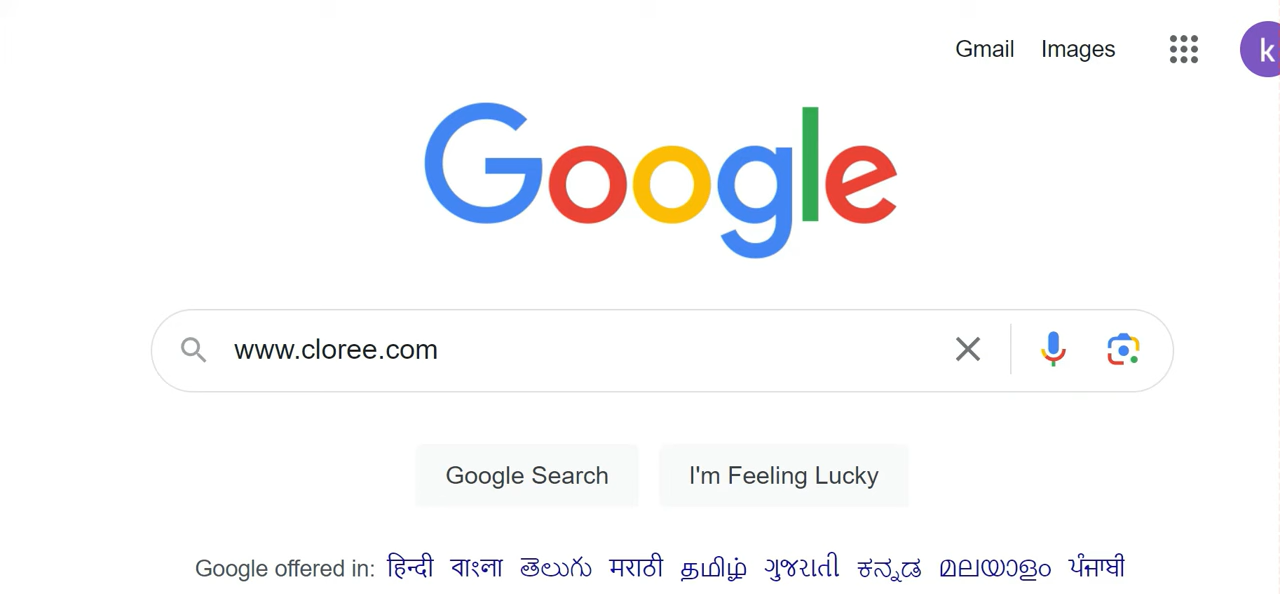 Gmail Images
k
Google
www.cloree.com
Google Search I'm Feeling Lucky
Google offered in: हिन्दी বাংলা తెలుగు मराठी தமிழ் ગુજરાતી ಕನ್ನಡ മലയാളം ਪੰਜਾਬੀ